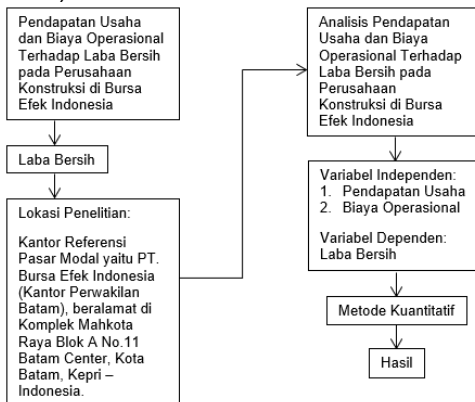 Pendapatan Usaha
dan Biaya Operasional
Terhadap Laba Bersih
pada Perusahaan
Konstruksi di Bursa
Efek Indonesia
Laba Bersih
Lokasi Penelitian:
Kantor Referensi
Pasar Modal yaitu PT.
Bursa Efek Indonesia
(Kantor Perwakilan
Batam), beralamat di
Komplek Mahkota
Raya Blok A No.11
Batam Center, Kota
Batam, Kepri –
Indonesia.
Analisis Pendapatan
Usaha dan Biaya
Operasional Terhadap
Laba Bersih pada
Perusahaan
Konstruksi di Bursa
Efek Indonesia
Variabel Independen:
1. Pendapatan Usaha
2. Biaya Operasional
Variabel Dependen:
Laba Bersih
Metode Kuantitatif
Hasil